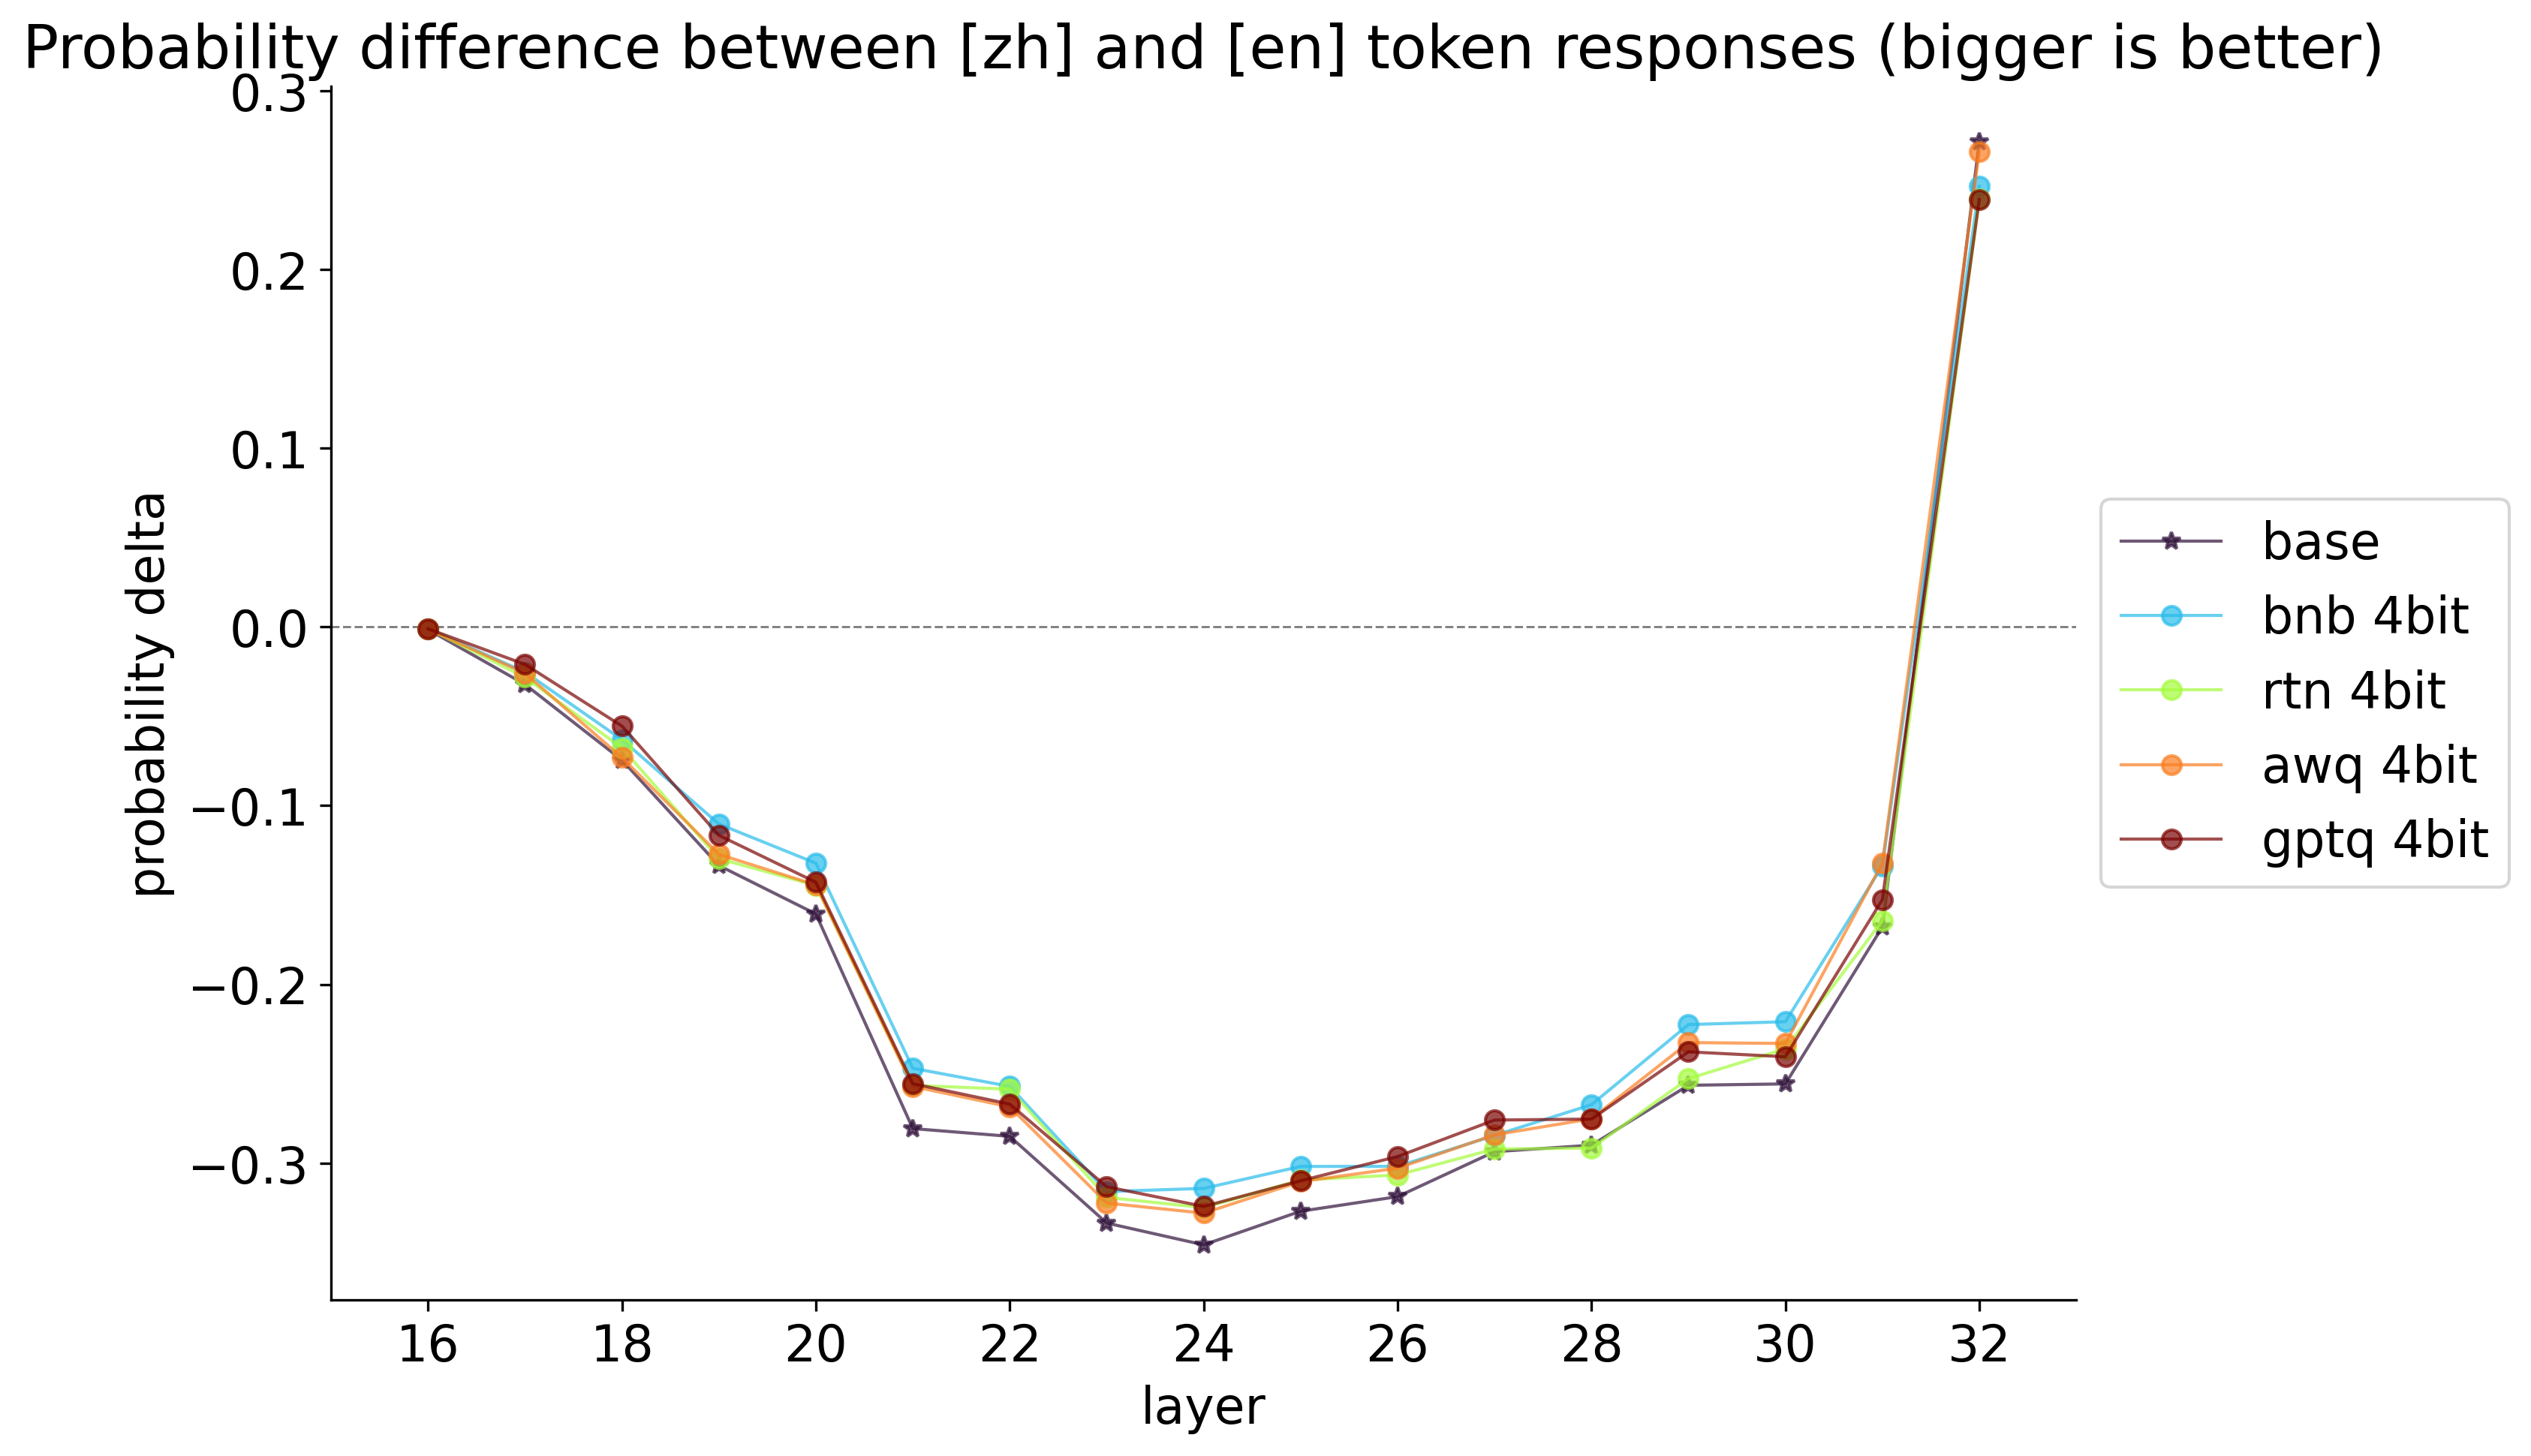 Probability difference between [zh] and [en] token responses (bigger is better)
0.3
0.2
0.1
0.0
−0.1
−0.2
−0.3
probability delta
16 18 20 22 24 26 28 30 32
layer
base
bnb 4bit
rtn 4bit
awq 4bit
gptq 4bit